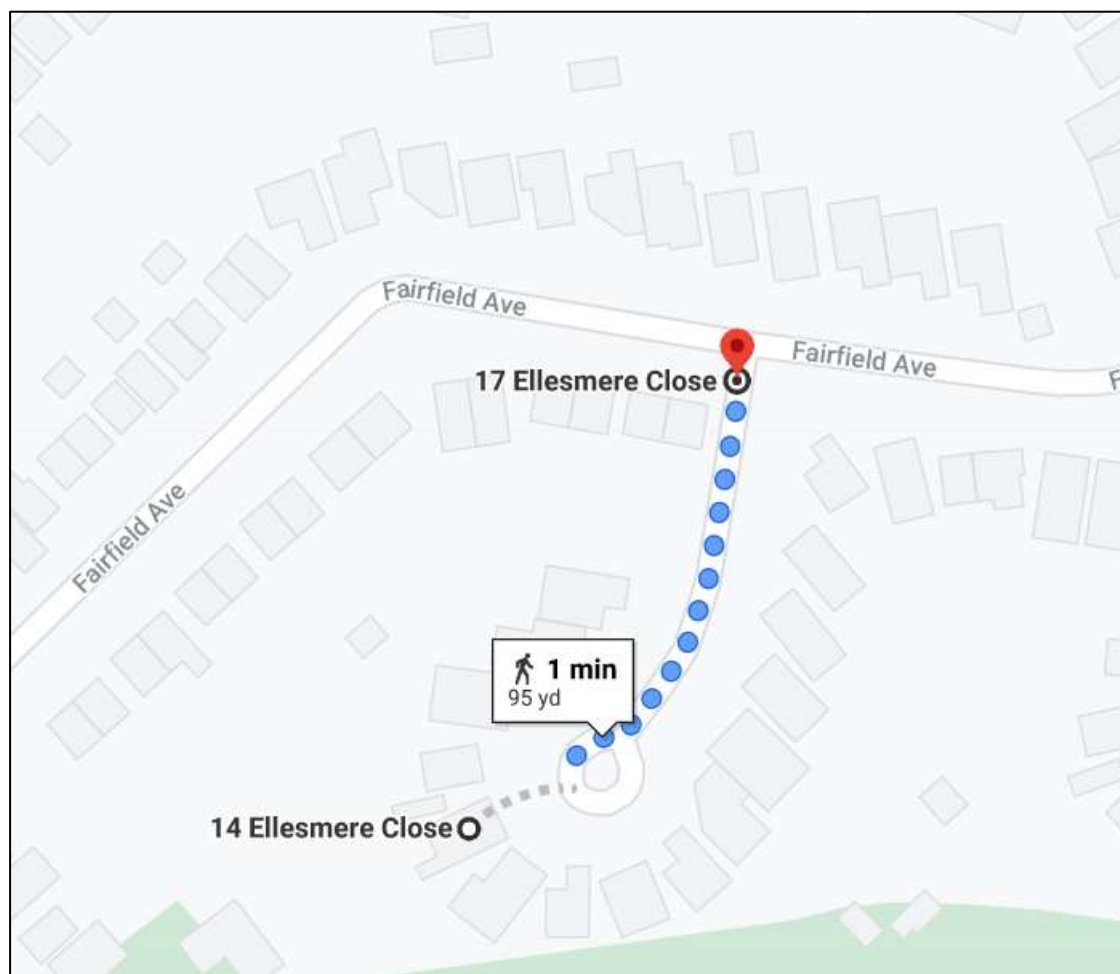 Fairfield Ave
17 Ellesmere Close
Fairfield Ave
F
Fairfield Ave
1 min
95 yd
14 Ellesmere Close